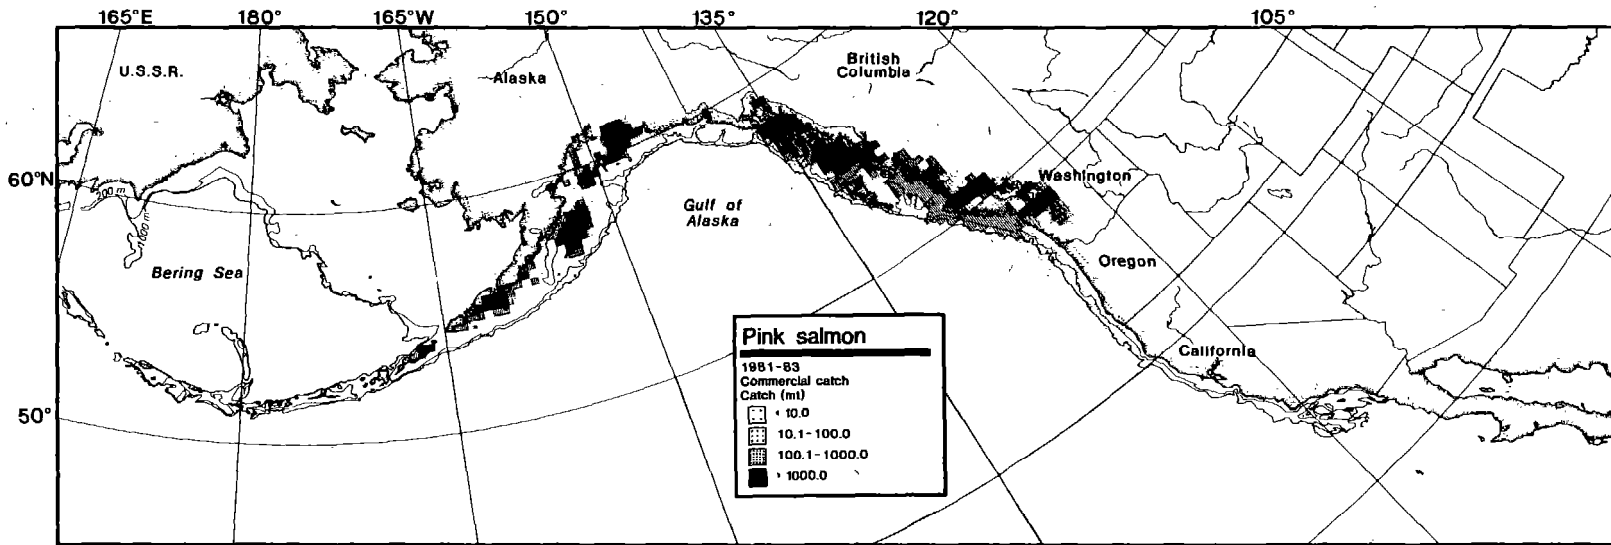 165°E 180° 165°W 150° 135° 120° 105°
U.S.S.R.
Alaska
British
Columbia
60°N
200 m
1000 m
Washington
Gulf of
Alaska
Bering Sea
Oregon
Pink salmon
California
1981-83
Commercial catch
Catch (mt)
< 10.0
10.1-100.0
100.1-1000.0
> 1000.0
50°